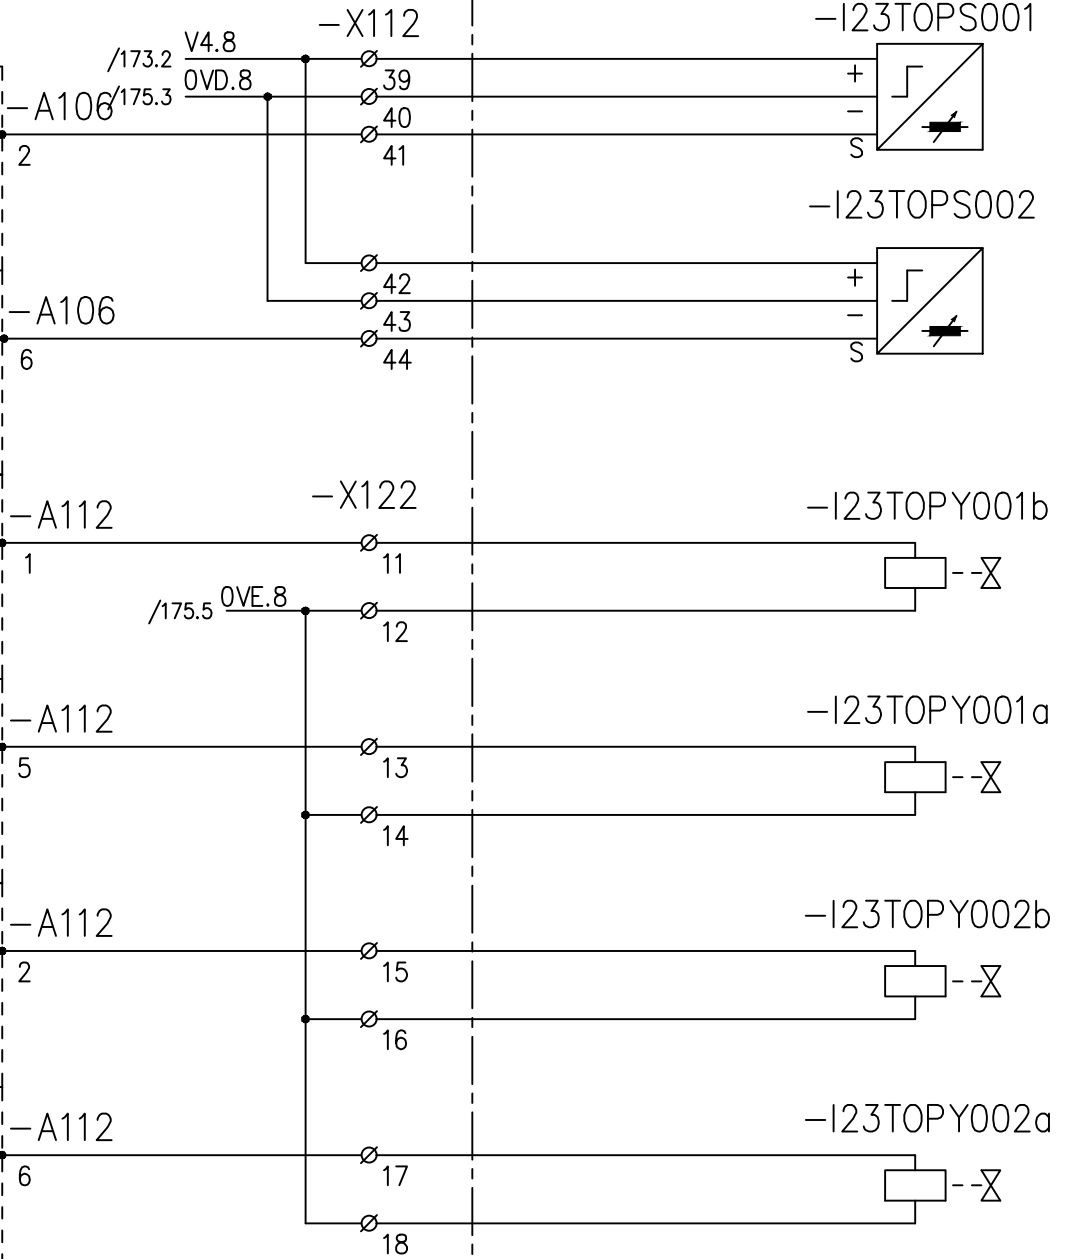 -X112
-I23TOPS001
/173.2 V4.8
39
+
/175.3 0VD.8
40
-
-A106
2
41
S
-I23TOPS002
42
+
-A106
43
-
6
44
S
-X122
-I23TOPY001b
-A112
1
11
/175.5 0VE.8
12
-I23TOPY001a
-A112
5
13
14
-I23TOPY002b
-A112
2
15
16
-I23TOPY002a
-A112
6
17
18